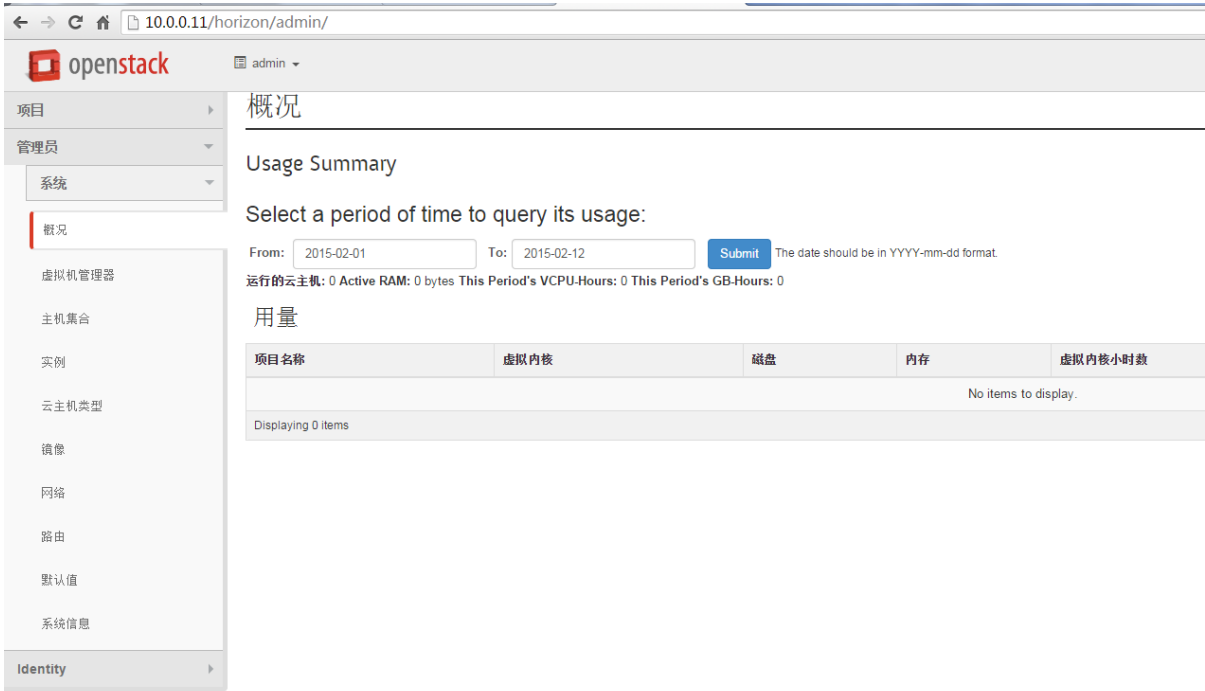 10.0.0.11/horizon/admin/
openstack
admin
项目
管理员
系统
概况
虚拟机管理器
主机集合
实例
云主机类型
镜像
网络
路由
默认值
系统信息
Identity
概况
Usage Summary
Select a period of time to query its usage:
From: 2015-02-01 To: 2015-02-12 Submit The date should be in YYYY-mm-dd format.
运行的云主机: 0 Active RAM: 0 bytes This Period's VCPU-Hours: 0 This Period's GB-Hours: 0
用量
项目名称 虚拟内核 磁盘 内存 虚拟内核小时数
No items to display.
Displaying 0 items